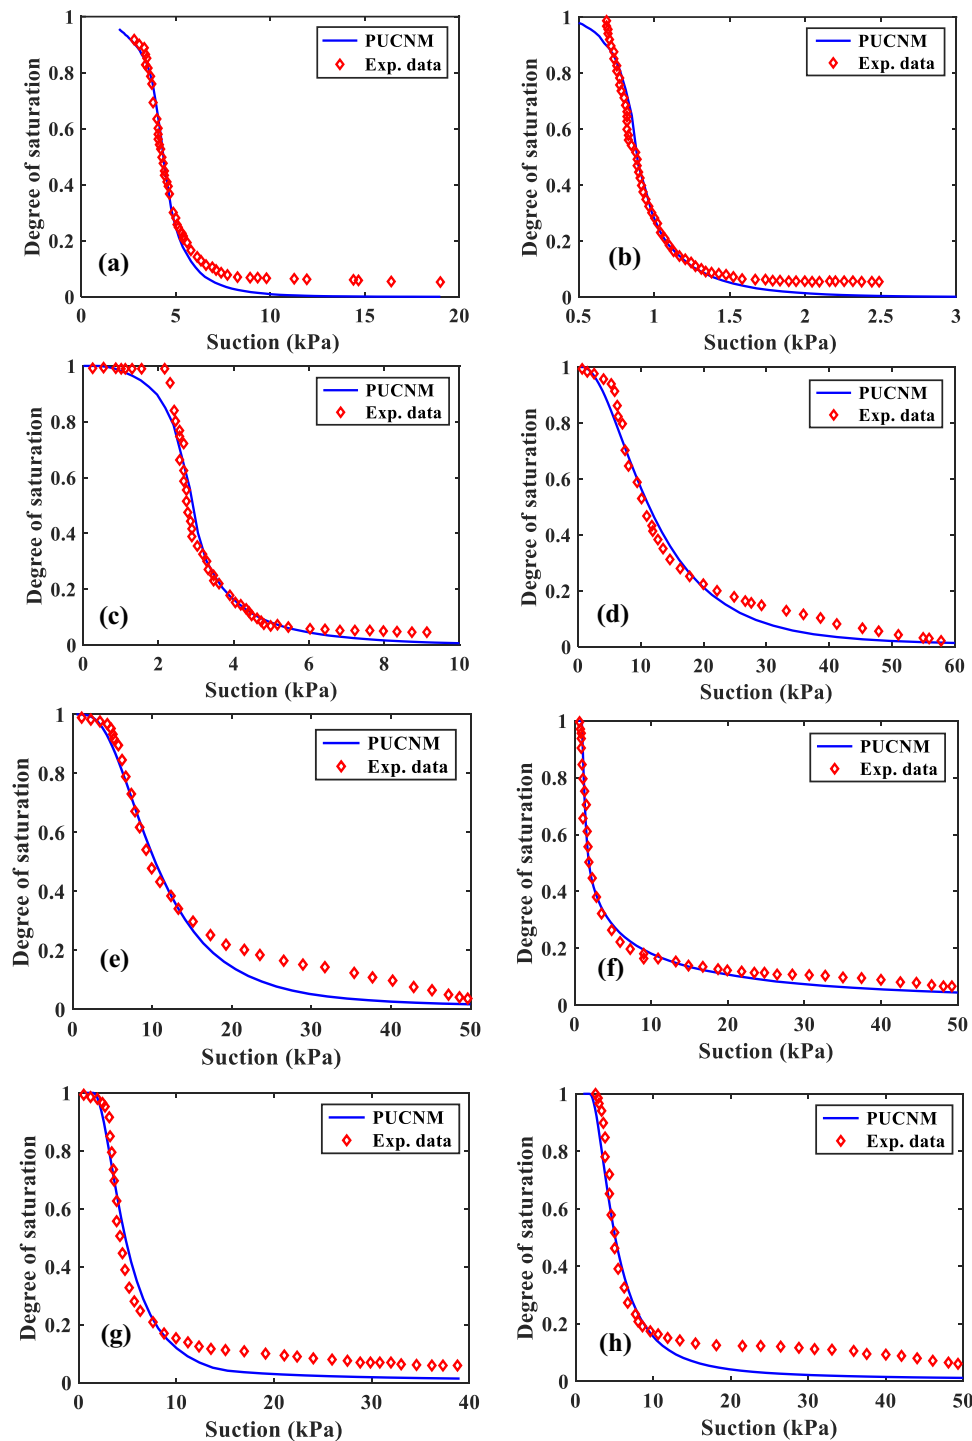 1
0.8
0.6
0.4
0.2
0
Degree of saturation
PUCNM
Exp. data
(a)
5
10
15
20
Suction (kPa)
1
0.8
0.6
0.4
0.2
0
Degree of saturation
PUCNM
Exp. data
(b)
0.5
1
1.5
2
2.5
3
Suction (kPa)
1
0.8
0.6
0.4
0.2
0
Degree of saturation
PUCNM
Exp. data
(c)
0
2
4
6
8
10
Suction (kPa)
1
0.8
0.6
0.4
0.2
0
Degree of saturation
PUCNM
Exp. data
(d)
0
10
20
30
40
50
60
Suction (kPa)
1
0.8
0.6
0.4
0.2
0
Degree of saturation
PUCNM
Exp. data
(e)
0
10
20
30
40
50
Suction (kPa)
1
0.8
0.6
0.4
0.2
0
Degree of saturation
PUCNM
Exp. data
(f)
0
10
20
30
40
50
Suction (kPa)
1
0.8
0.6
0.4
0.2
0
Degree of saturation
PUCNM
Exp. data
(g)
0
10
20
30
40
Suction (kPa)
1
0.8
0.6
0.4
0.2
0
Degree of saturation
PUCNM
Exp. data
(h)
0
10
20
30
40
50
Suction (kPa)